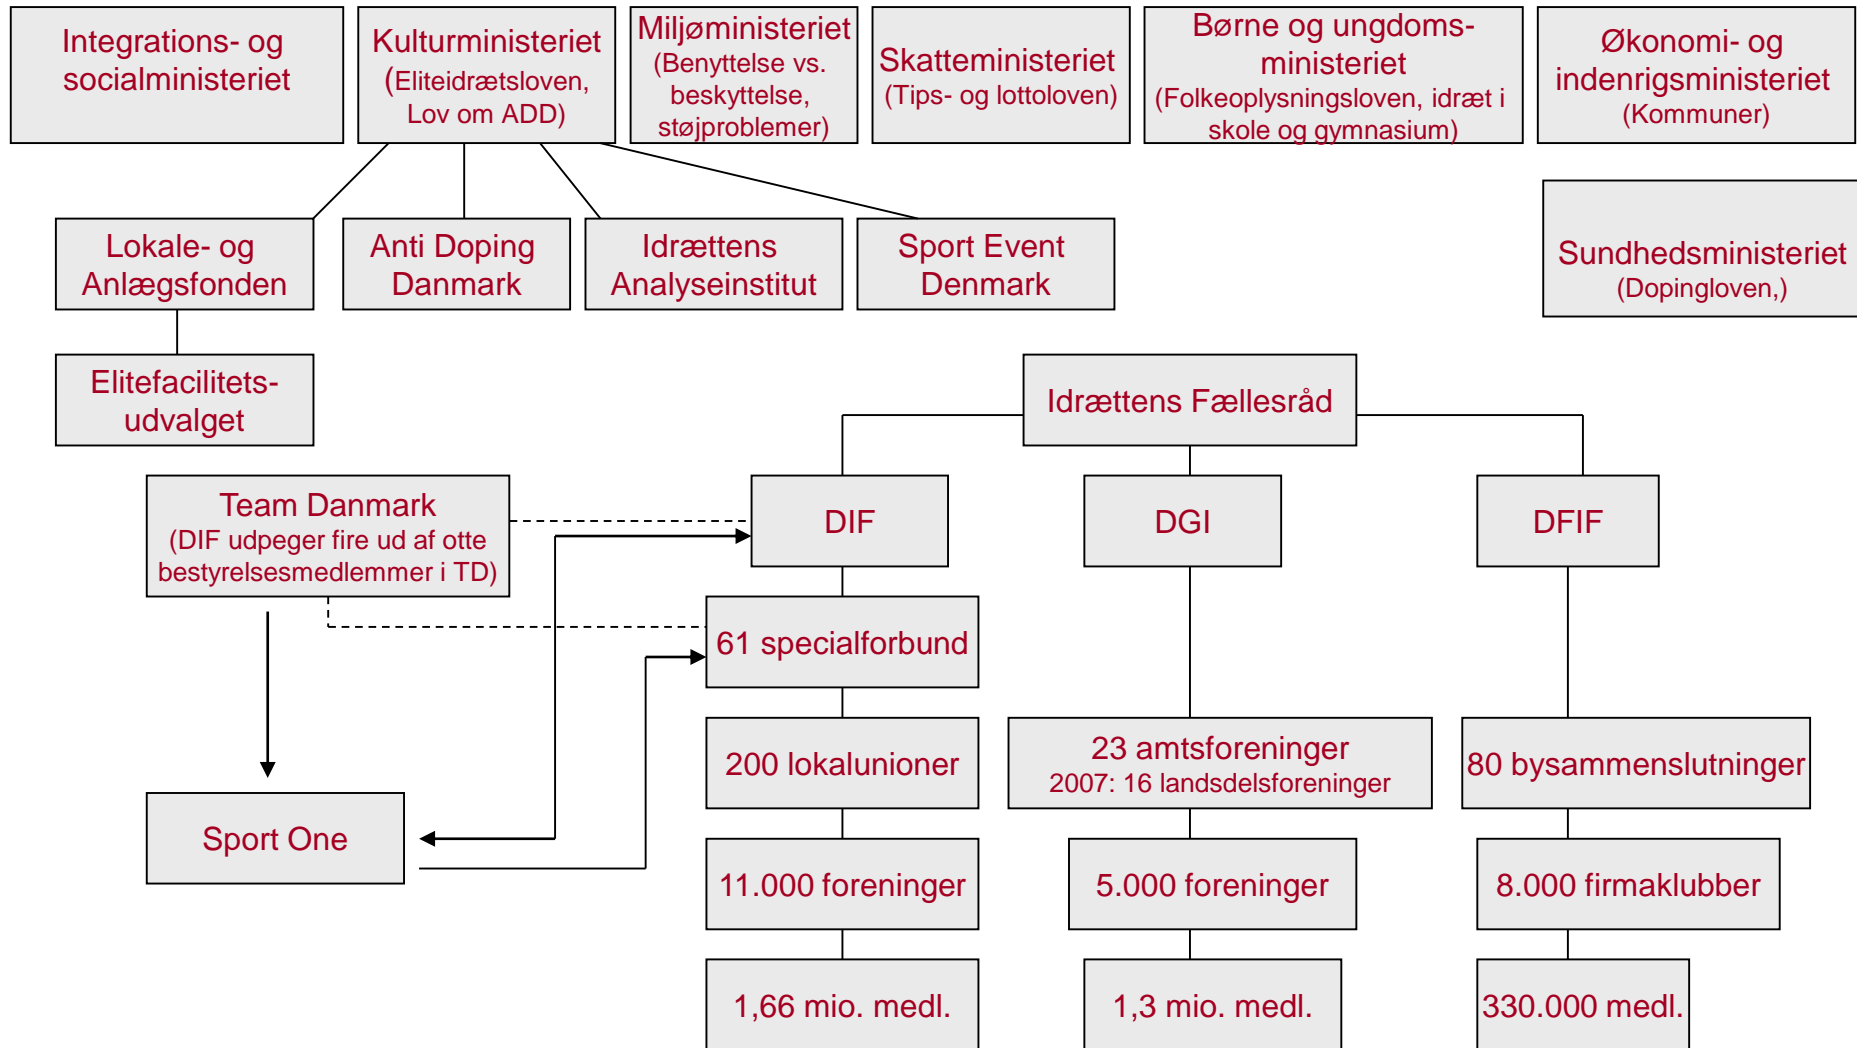 Integrations- og
socialministeriet
Kulturministeriet
(Eliteidrætsloven,
Lov om ADD)
Miljøministeriet
(Benyttelse vs.
beskyttelse,
støjproblemer)
Skatteministeriet
(Tips- og lottoloven)
Børne og ungdoms-
ministeriet
(Folkeoplysningsloven, idræt i
skole og gymnasium)
Økonomi- og
indenrigsministeriet
(Kommuner)
Sundhedsministeriet
(Dopingloven,)
Lokale- og
Anlægsfonden
Anti Doping
Danmark
Idrættens
Analyseinstitut
Sport Event
Denmark
Elitefacilitets-
udvalget
Idrættens Fællesråd
Team Danmark
(DIF udpeger fire ud af otte
bestyrelsesmedlemmer i TD)
DIF
DGI
DFIF
61 specialforbund
200 lokalunioner
23 amtsforeninger
2007: 16 landsdelsforeninger
80 bysammenslutninger
Sport One
11.000 foreninger
5.000 foreninger
8.000 firmaklubber
1,66 mio. medl.
1,3 mio. medl.
330.000 medl.